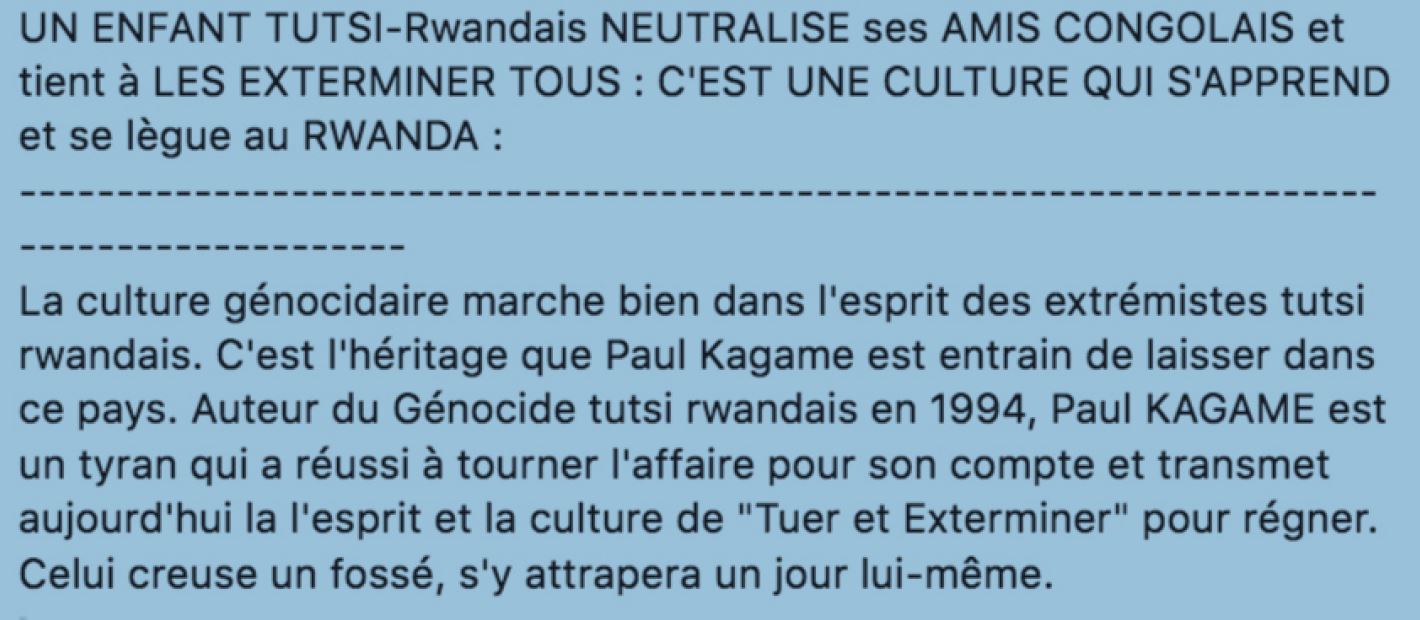 UN ENFANT TUTSI-Rwandais NEUTRALISE ses AMIS CONGOLAIS et
tient à LES EXTERMINER TOUS : C'EST UNE CULTURE QUI S'APPREND
et se lègue au RWANDA :
----------------------------------------------------------------------
--------------------
La culture génocidaire marche bien dans l'esprit des extrémistes tutsi
rwandais. C'est l'héritage que Paul Kagame est entrain de laisser dans
ce pays. Auteur du Génocide tutsi rwandais en 1994, Paul KAGAME est
un tyran qui a réussi à tourner l'affaire pour son compte et transmet
aujourd'hui la l'esprit et la culture de "Tuer et Exterminer" pour régner.
Celui creuse un fossé, s'y attrapera un jour lui-même.